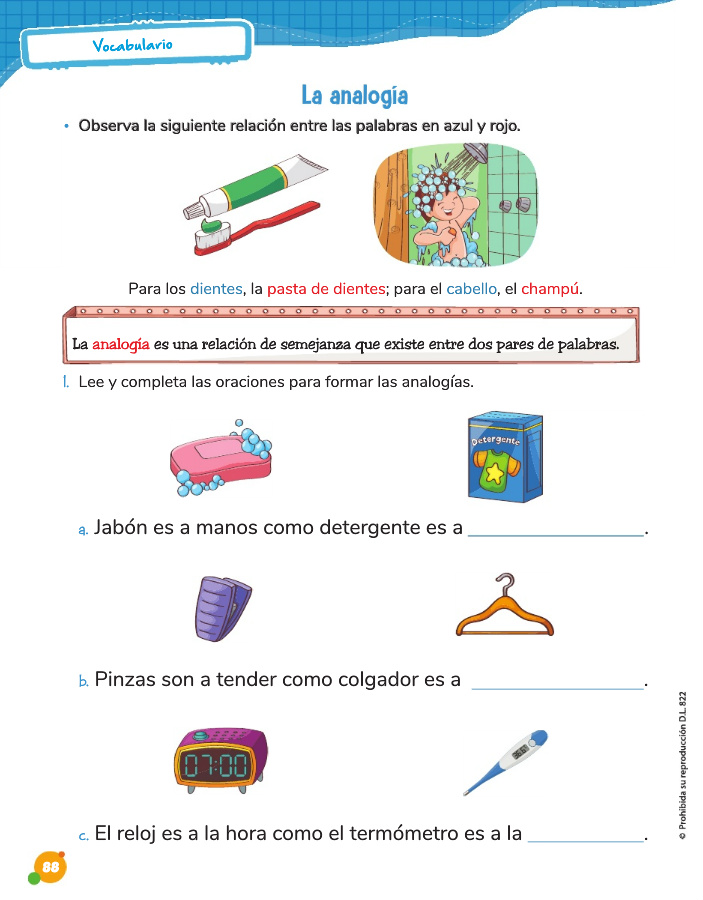 Vocabulario
La analogía
• Observa la siguiente relación entre las palabras en azul y rojo.
Para los dientes, la pasta de dientes; para el cabello, el champú.
La analogía es una relación de semejanza que existe entre dos pares de palabras.
1. Lee y completa las oraciones para formar las analogías.
Detergente
a. Jabón es a manos como detergente es a ____________.
b. Pinzas son a tender como colgador es a ____________.
07:00
c. El reloj es a la hora como el termómetro es a la ____________.
© Prohibida su reproducción D.L. 822
88